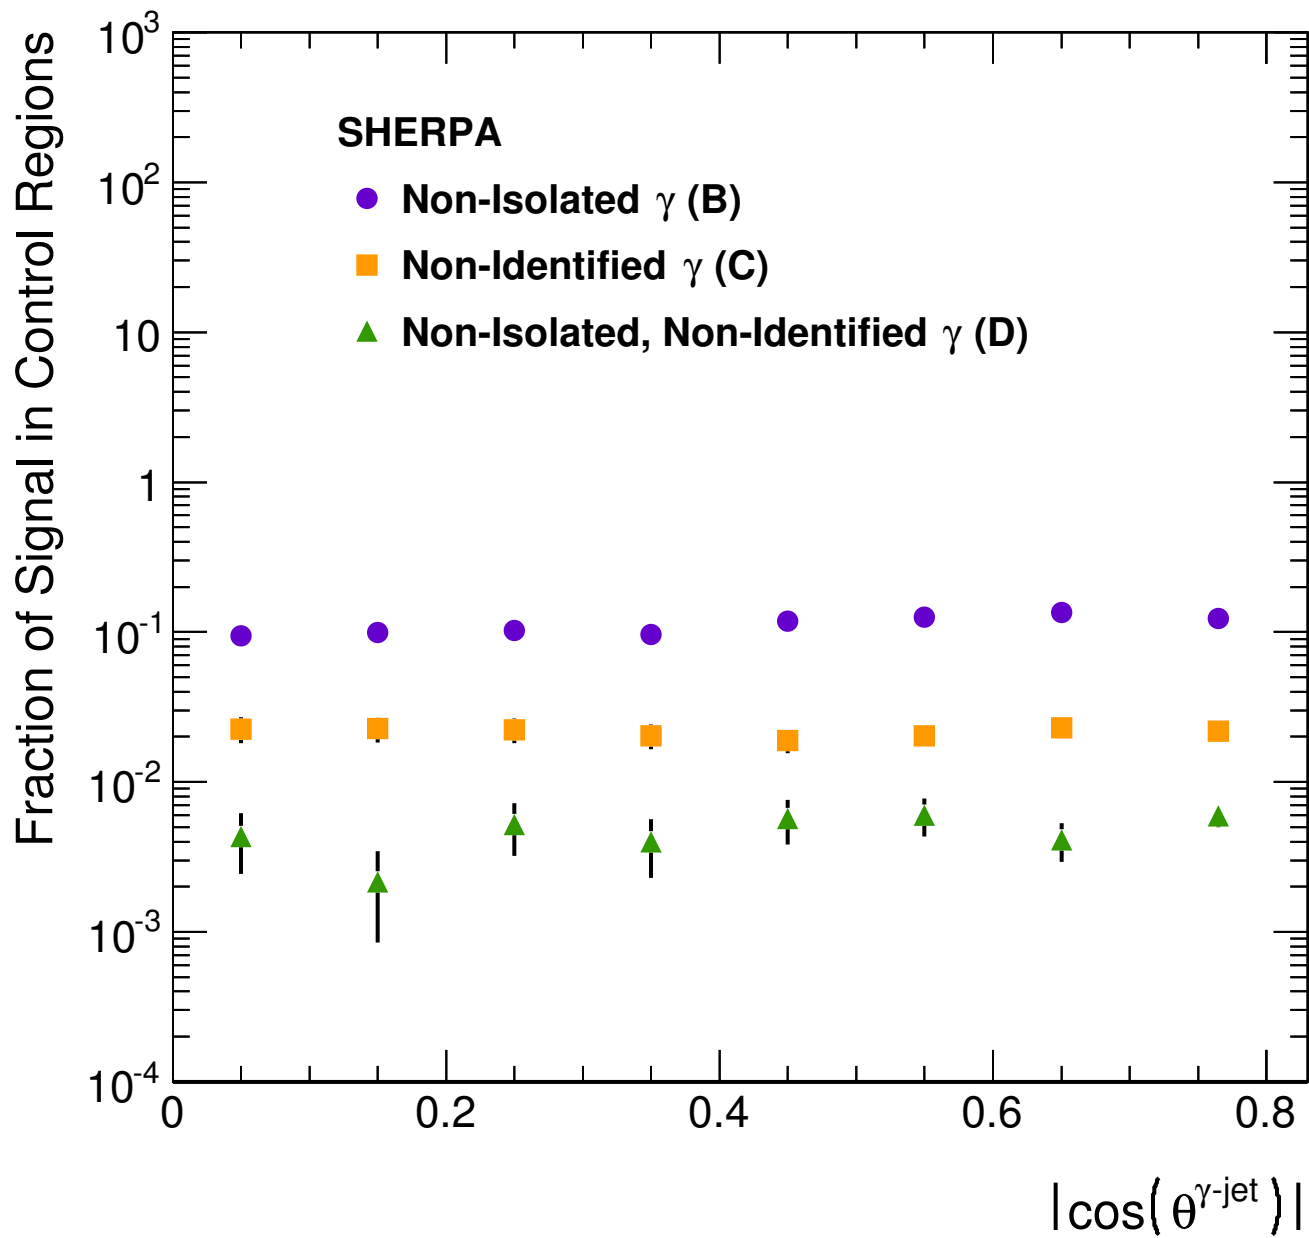 Fraction of Signal in Control Regions
10³
10²
10
1
10⁻¹
10⁻²
10⁻³
10⁻⁴
SHERPA
Non-Isolated γ (B)
Non-Identified γ (C)
Non-Isolated, Non-Identified γ (D)
0 0.2 0.4 0.6 0.8
|cos(θ^γ-jet)|